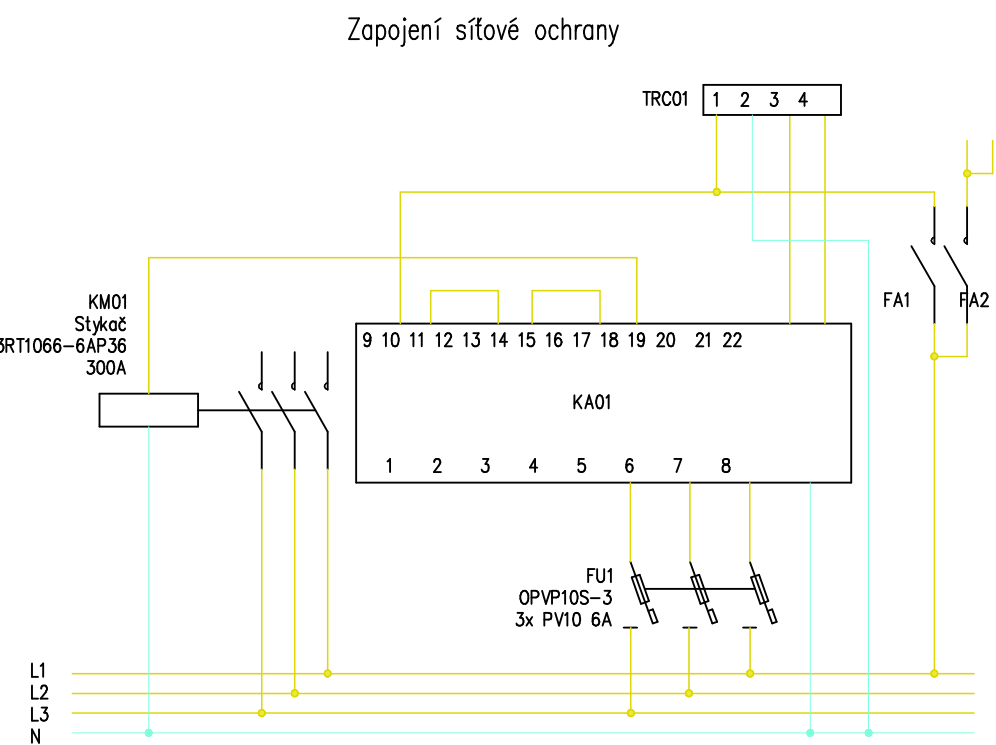 Zapojení síťové ochrany
TRC01
1 2 3 4
FA1
FA2
KM01
Stykač
3RT1066-6AP36
300A
9 10 11 12 13 14 15 16 17 18 19 20 21 22
KA01
1 2 3 4 5 6 7 8
FU1
OPVP10S-3
3x PV10 6A
L1
L2
L3
N